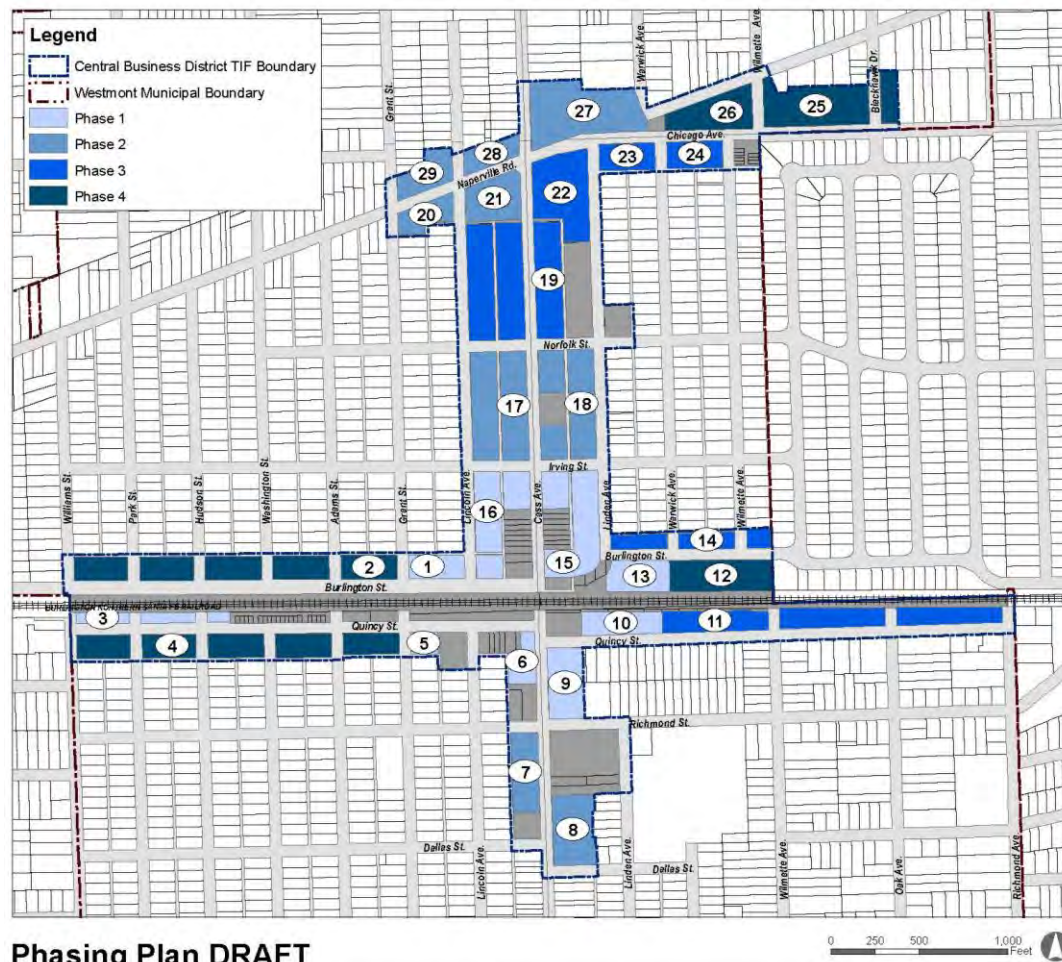 Legend
Central Business District TIF Boundary
Westmont Municipal Boundary
Phase 1
Phase 2
Phase 3
Phase 4
Grant St.
Warwick Ave.
Wilmette Ave.
Blackhawk Dr.
27
26
25
Chicago Ave.
28
23
24
29
Naperville Rd.
22
20
21
19
Norfolk St.
17
18
Irving St.
Williams St.
Park St.
Hudson St.
Washington St.
Adams St.
Grant St.
Lincoln Ave.
Cass Ave.
Linden Ave.
Warwick Ave.
Wilmette Ave.
16
14
15
Burlington St.
2
1
13
12
Burlington St.
BURLINGTON NORTHERN SANTA FE RAILROAD
3
10
11
Quincy St.
Quincy St.
4
5
6
9
Richmond St.
7
8
Dallas St.
Lincoln Ave.
Linden Ave.
Dallas St.
Wilmette Ave.
Oak Ave.
Richmond Ave.
Phasing Plan DRAFT
0 250 500 1,000
Feet